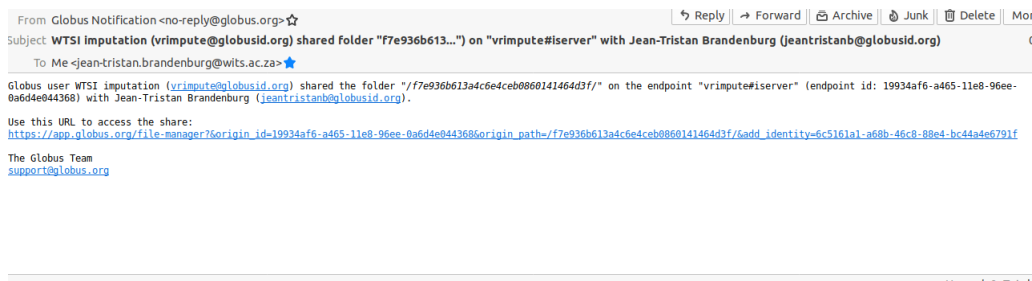 From Globus Notification <no-reply@globus.org> Reply Forward Archive Junk Delete Mor
Subject WTSI imputation (vrimpute@globusid.org) shared folder "f7e936b613...") on "vrimpute#iserver" with Jean-Tristan Brandenburg (jeantristanb@globusid.org)
To Me <jean-tristan.brandenburg@wits.ac.za>
Globus user WTSI imputation (vrimpute@globusid.org) shared the folder "/f7e936b613a4c6e4ceb0860141464d3f/" on the endpoint "vrimpute#iserver" (endpoint id: 19934af6-a465-11e8-96ee-
0a6d4e044368) with Jean-Tristan Brandenburg (jeantristanb@globusid.org).
Use this URL to access the share:
https://app.globus.org/file-manager?&origin_id=19934af6-a465-11e8-96ee-0a6d4e044368&origin_path=/f7e936b613a4c6e4ceb0860141464d3f/&add_identity=6c5161a1-a68b-46c8-88e4-bc44a4e6791f
The Globus Team
support@globus.org